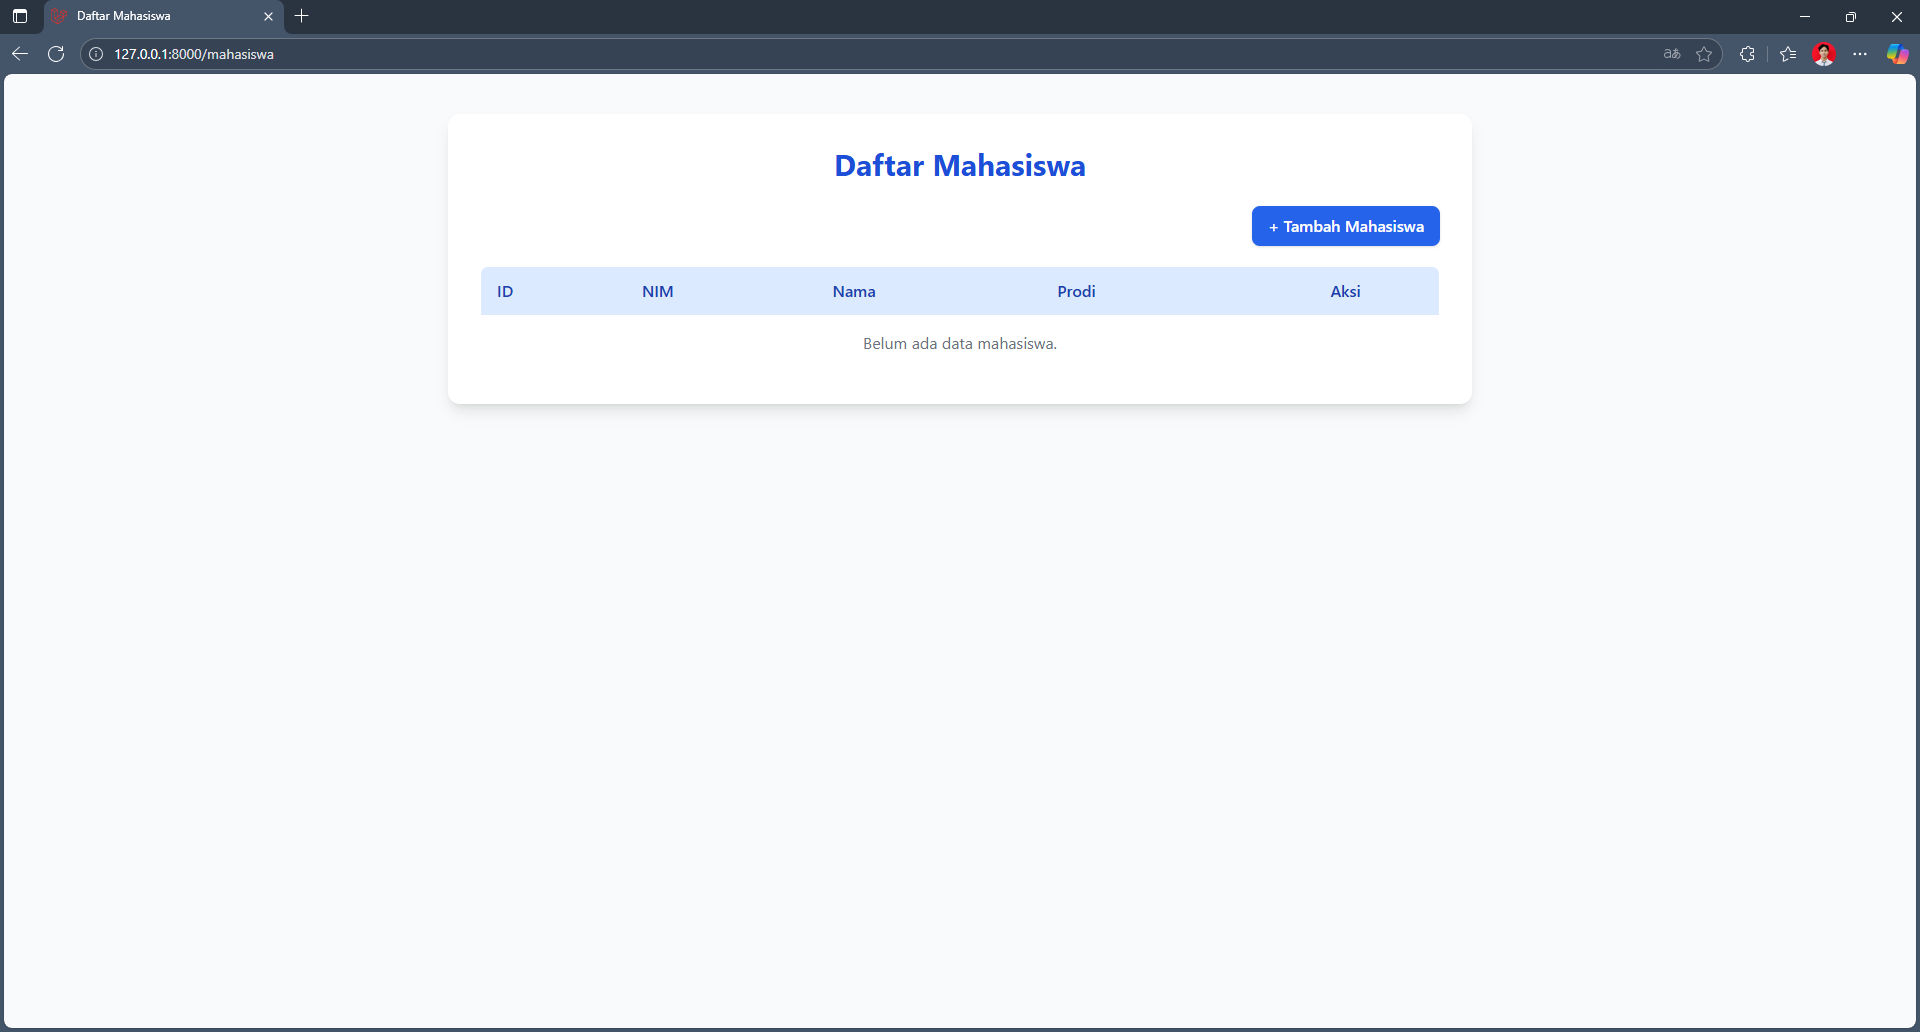 Daftar Mahasiswa
127.0.0.1:8000/mahasiswa
Daftar Mahasiswa
+ Tambah Mahasiswa
ID NIM Nama Prodi Aksi
Belum ada data mahasiswa.